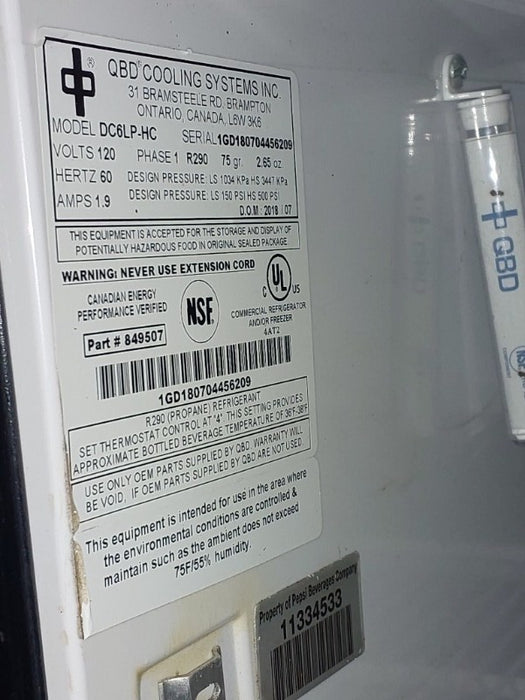 QBD® COOLING SYSTEMS INC.
31 BRAMSTEELE RD. BRAMPTON
ONTARIO, CANADA, L6W 3K6
MODEL DC6LP-HC SERIAL 1GD180704456209
VOLTS 120 PHASE 1 R290 75 gr. 2.65 oz.
HERTZ 60 DESIGN PRESSURE: LS 1034 KPa HS 3447 KPa
AMPS 1.9 DESIGN PRESSURE: LS 150 PSI HS 500 PSI
D.O.M: 2018 / 07
THIS EQUIPMENT IS ACCEPTED FOR THE STORAGE AND DISPLAY OF
POTENTIALLY HAZARDOUS FOOD IN ORIGINAL SEALED PACKAGE.
WARNING: NEVER USE EXTENSION CORD
CANADIAN ENERGY
PERFORMANCE VERIFIED
Part # 849507
NSF.
C UL US
COMMERCIAL REFRIGERATOR
AND/OR FREEZER
4AT2
1GD180704456209
R290 (PROPANE) REFRIGERANT
SET THERMOSTAT CONTROL AT "4". THIS SETTING PROVIDES
APPROXIMATE BOTTLED BEVERAGE TEMPERATURE OF 36°F-38°F
USE ONLY OEM PARTS SUPPLIED BY QBD. WARRANTY WILL
BE VOID, IF OEM PARTS SUPPLIED BY QBD ARE NOT USED.
This equipment is intended for use in the area where
the environmental conditions are controlled &
maintain such as the ambient does not exceed
75F/55% humidity.
Property of Pepsi Beverages Company
11334533
QBD